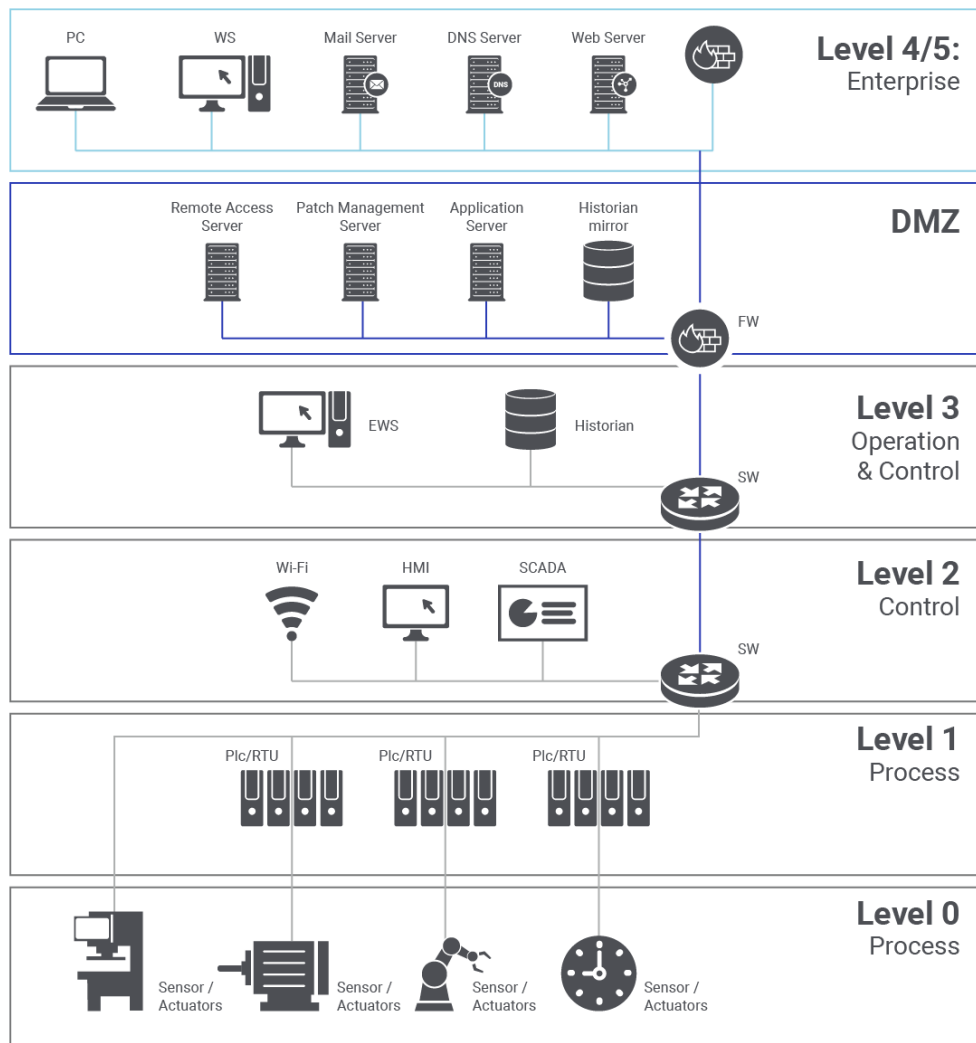 PC
WS
Mail Server
DNS Server
Web Server
Level 4/5:
Enterprise
DNS
Remote Access
Server
Patch Management
Server
Application
Server
Historian
mirror
DMZ
FW
Level 3
Operation
& Control
EWS
Historian
SW
Wi-Fi
HMI
SCADA
Level 2
Control
SW
Level 1
Process
Plc/RTU
Plc/RTU
Plc/RTU
Level 0
Process
Sensor /
Actuators
Sensor /
Actuators
Sensor /
Actuators
Sensor /
Actuators